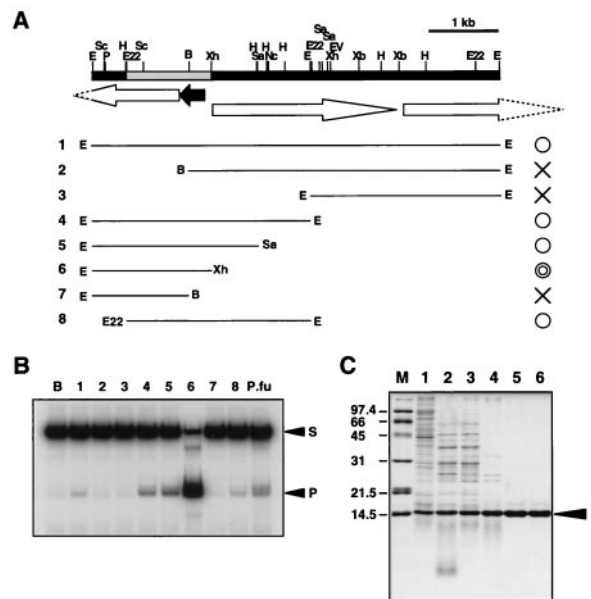 A
1 kb
Sa
Sc H Sc H H E22 Sa EV
E P E22 B Xh Sa Nc H E Xh Xb H Xb H E22 E
1 E E ○
2 B E ×
3 E E ×
4 E E ○
5 E Sa ○
6 E Xh ◎
7 E B ×
8 E22 E ○
B
B 1 2 3 4 5 6 7 8 P.fu
S
P
C
M 1 2 3 4 5 6
97.4
66
45
31
21.5
14.5